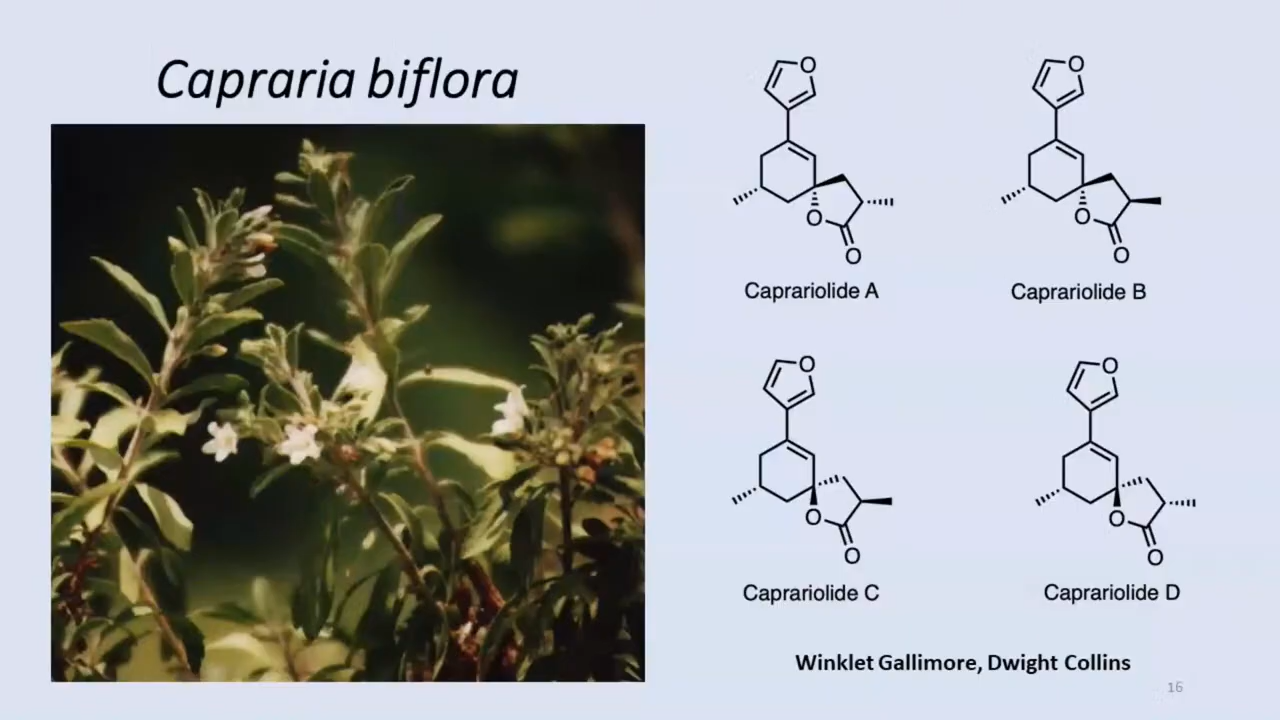 Capraria biflora
O
O
O
O
Caprariolide A
O
O
O
Caprariolide B
O
O
O
Caprariolide C
O
O
O
Caprariolide D
Winklet Gallimore, Dwight Collins
16